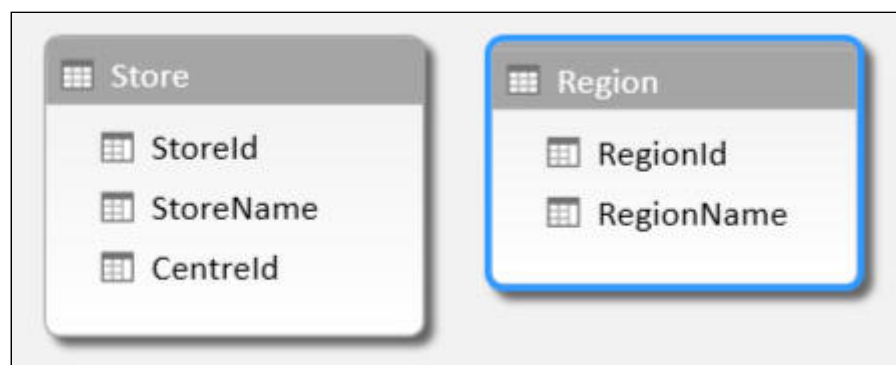 Store
StoreId
StoreName
CentreId
Region
RegionId
RegionName